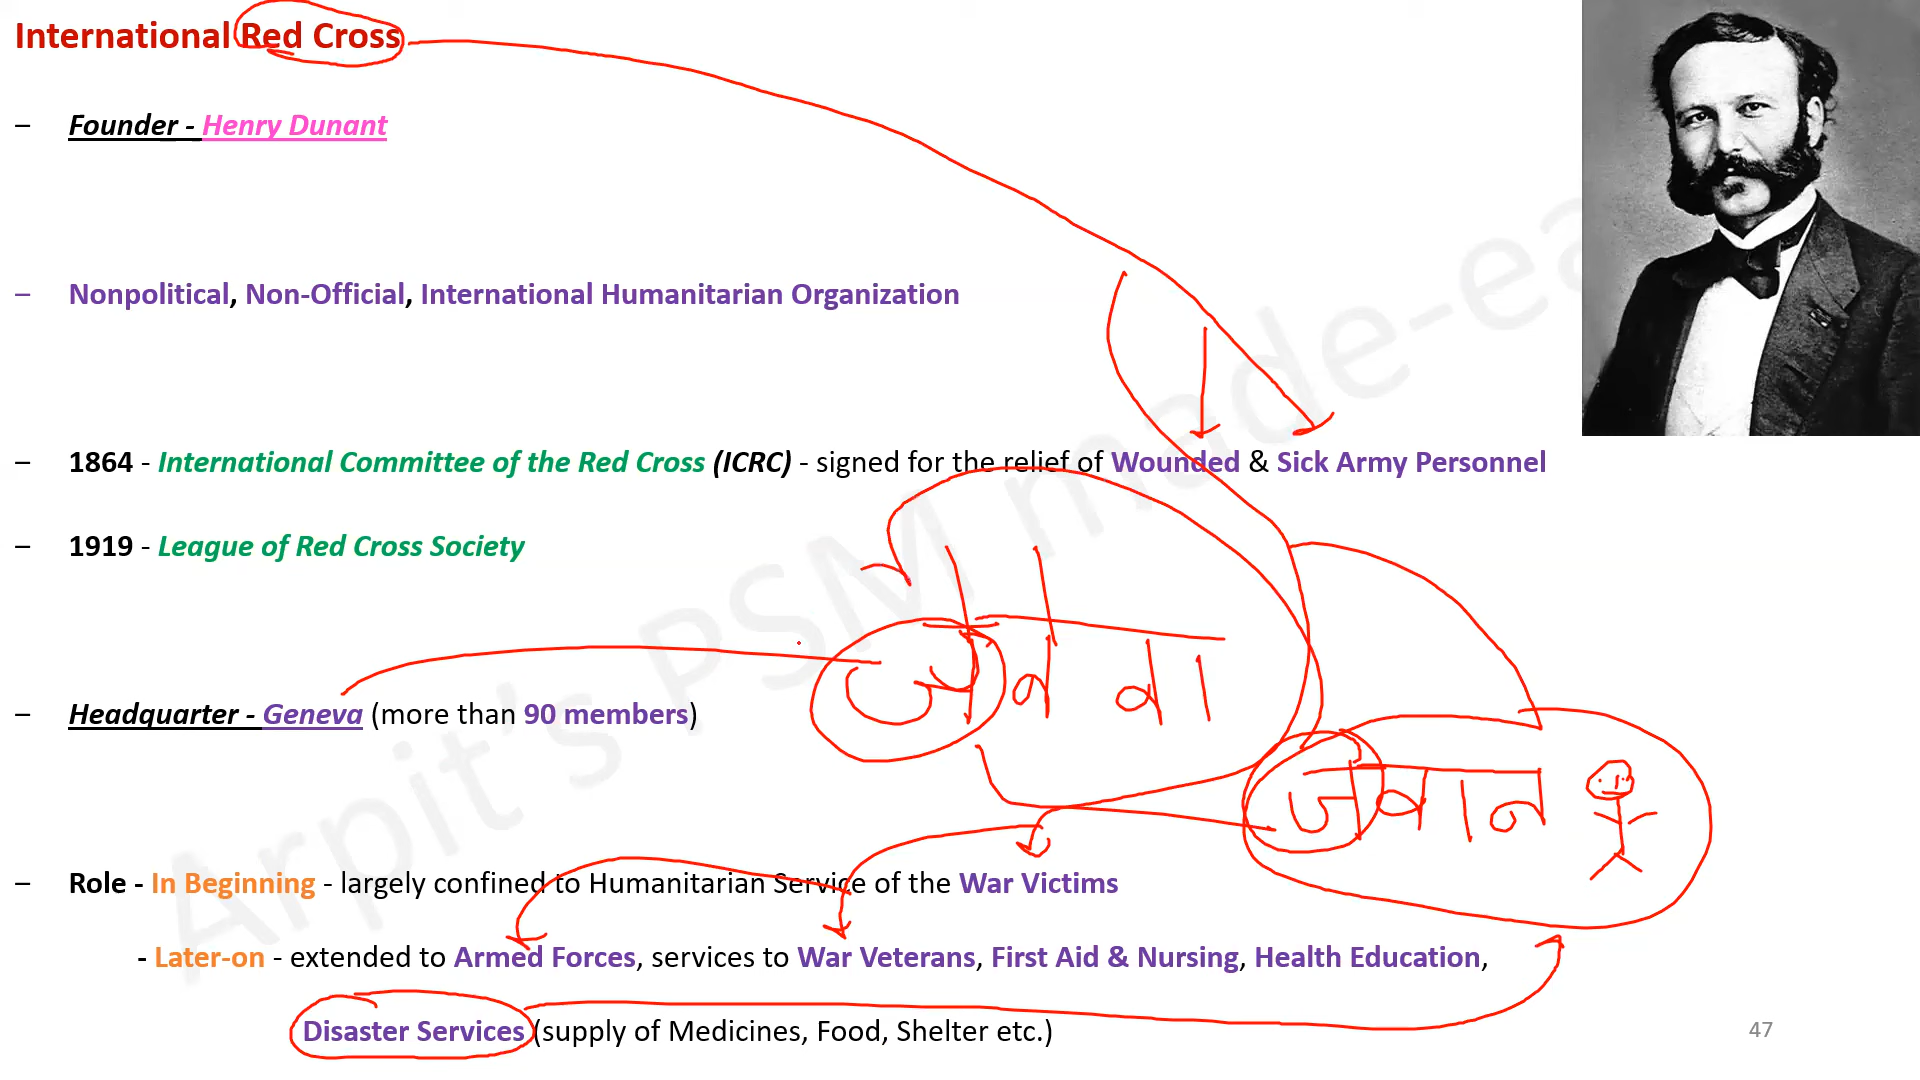 International Red Cross
– Founder - Henry Dunant
– Nonpolitical, Non-Official, International Humanitarian Organization
– 1864 - International Committee of the Red Cross (ICRC) - signed for the relief of Wounded & Sick Army Personnel
– 1919 - League of Red Cross Society
जेनेवा
– Headquarter - Geneva (more than 90 members)
जवान
– Role - In Beginning - largely confined to Humanitarian Service of the War Victims
- Later-on - extended to Armed Forces, services to War Veterans, First Aid & Nursing, Health Education,
Disaster Services (supply of Medicines, Food, Shelter etc.)
47
Arpit's PSM made-ea